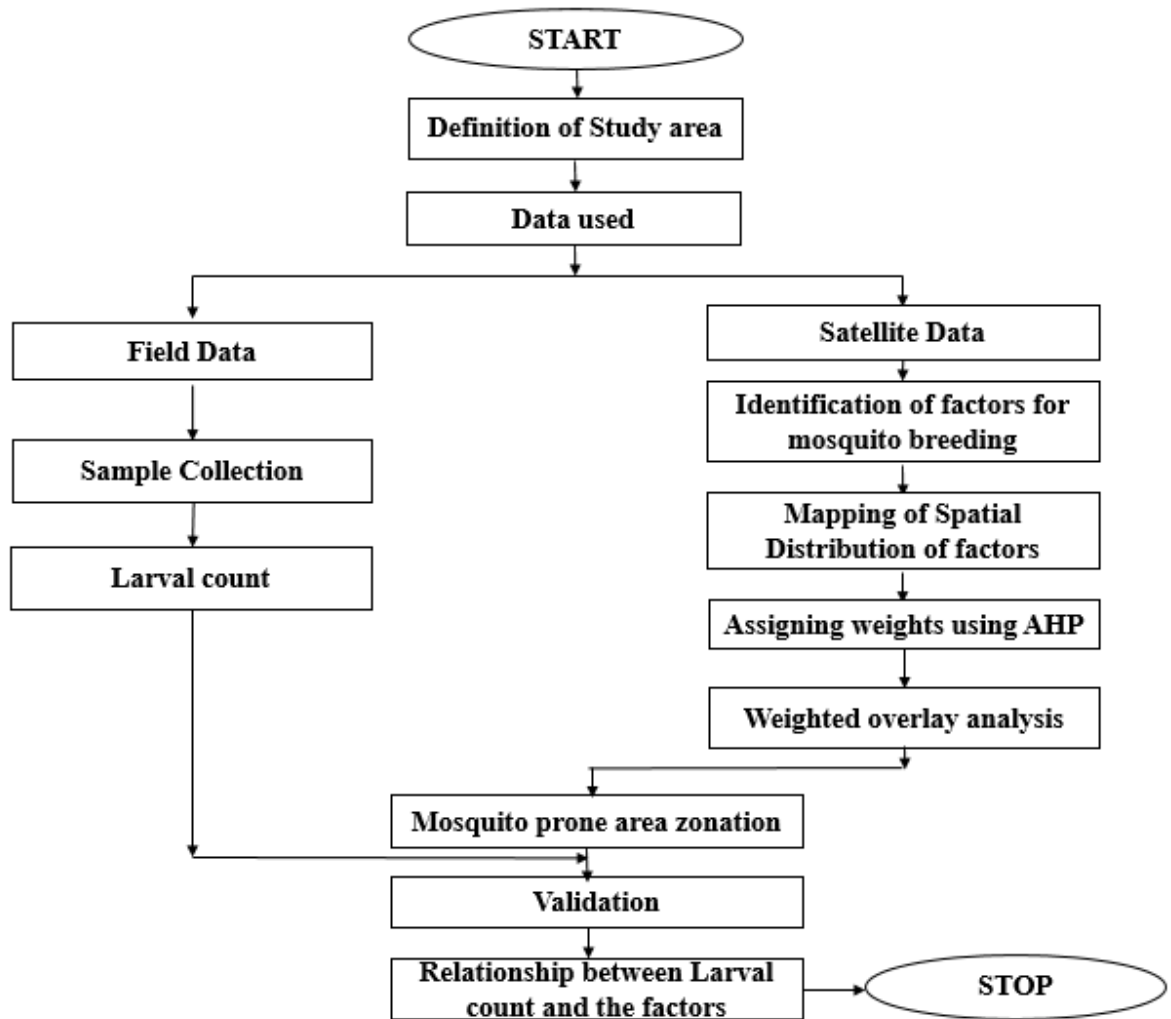 START
Definition of Study area
Data used
Field Data
Sample Collection
Larval count
Satellite Data
Identification of factors for
mosquito breeding
Mapping of Spatial
Distribution of factors
Assigning weights using AHP
Weighted overlay analysis
Mosquito prone area zonation
Validation
Relationship between Larval
count and the factors
STOP